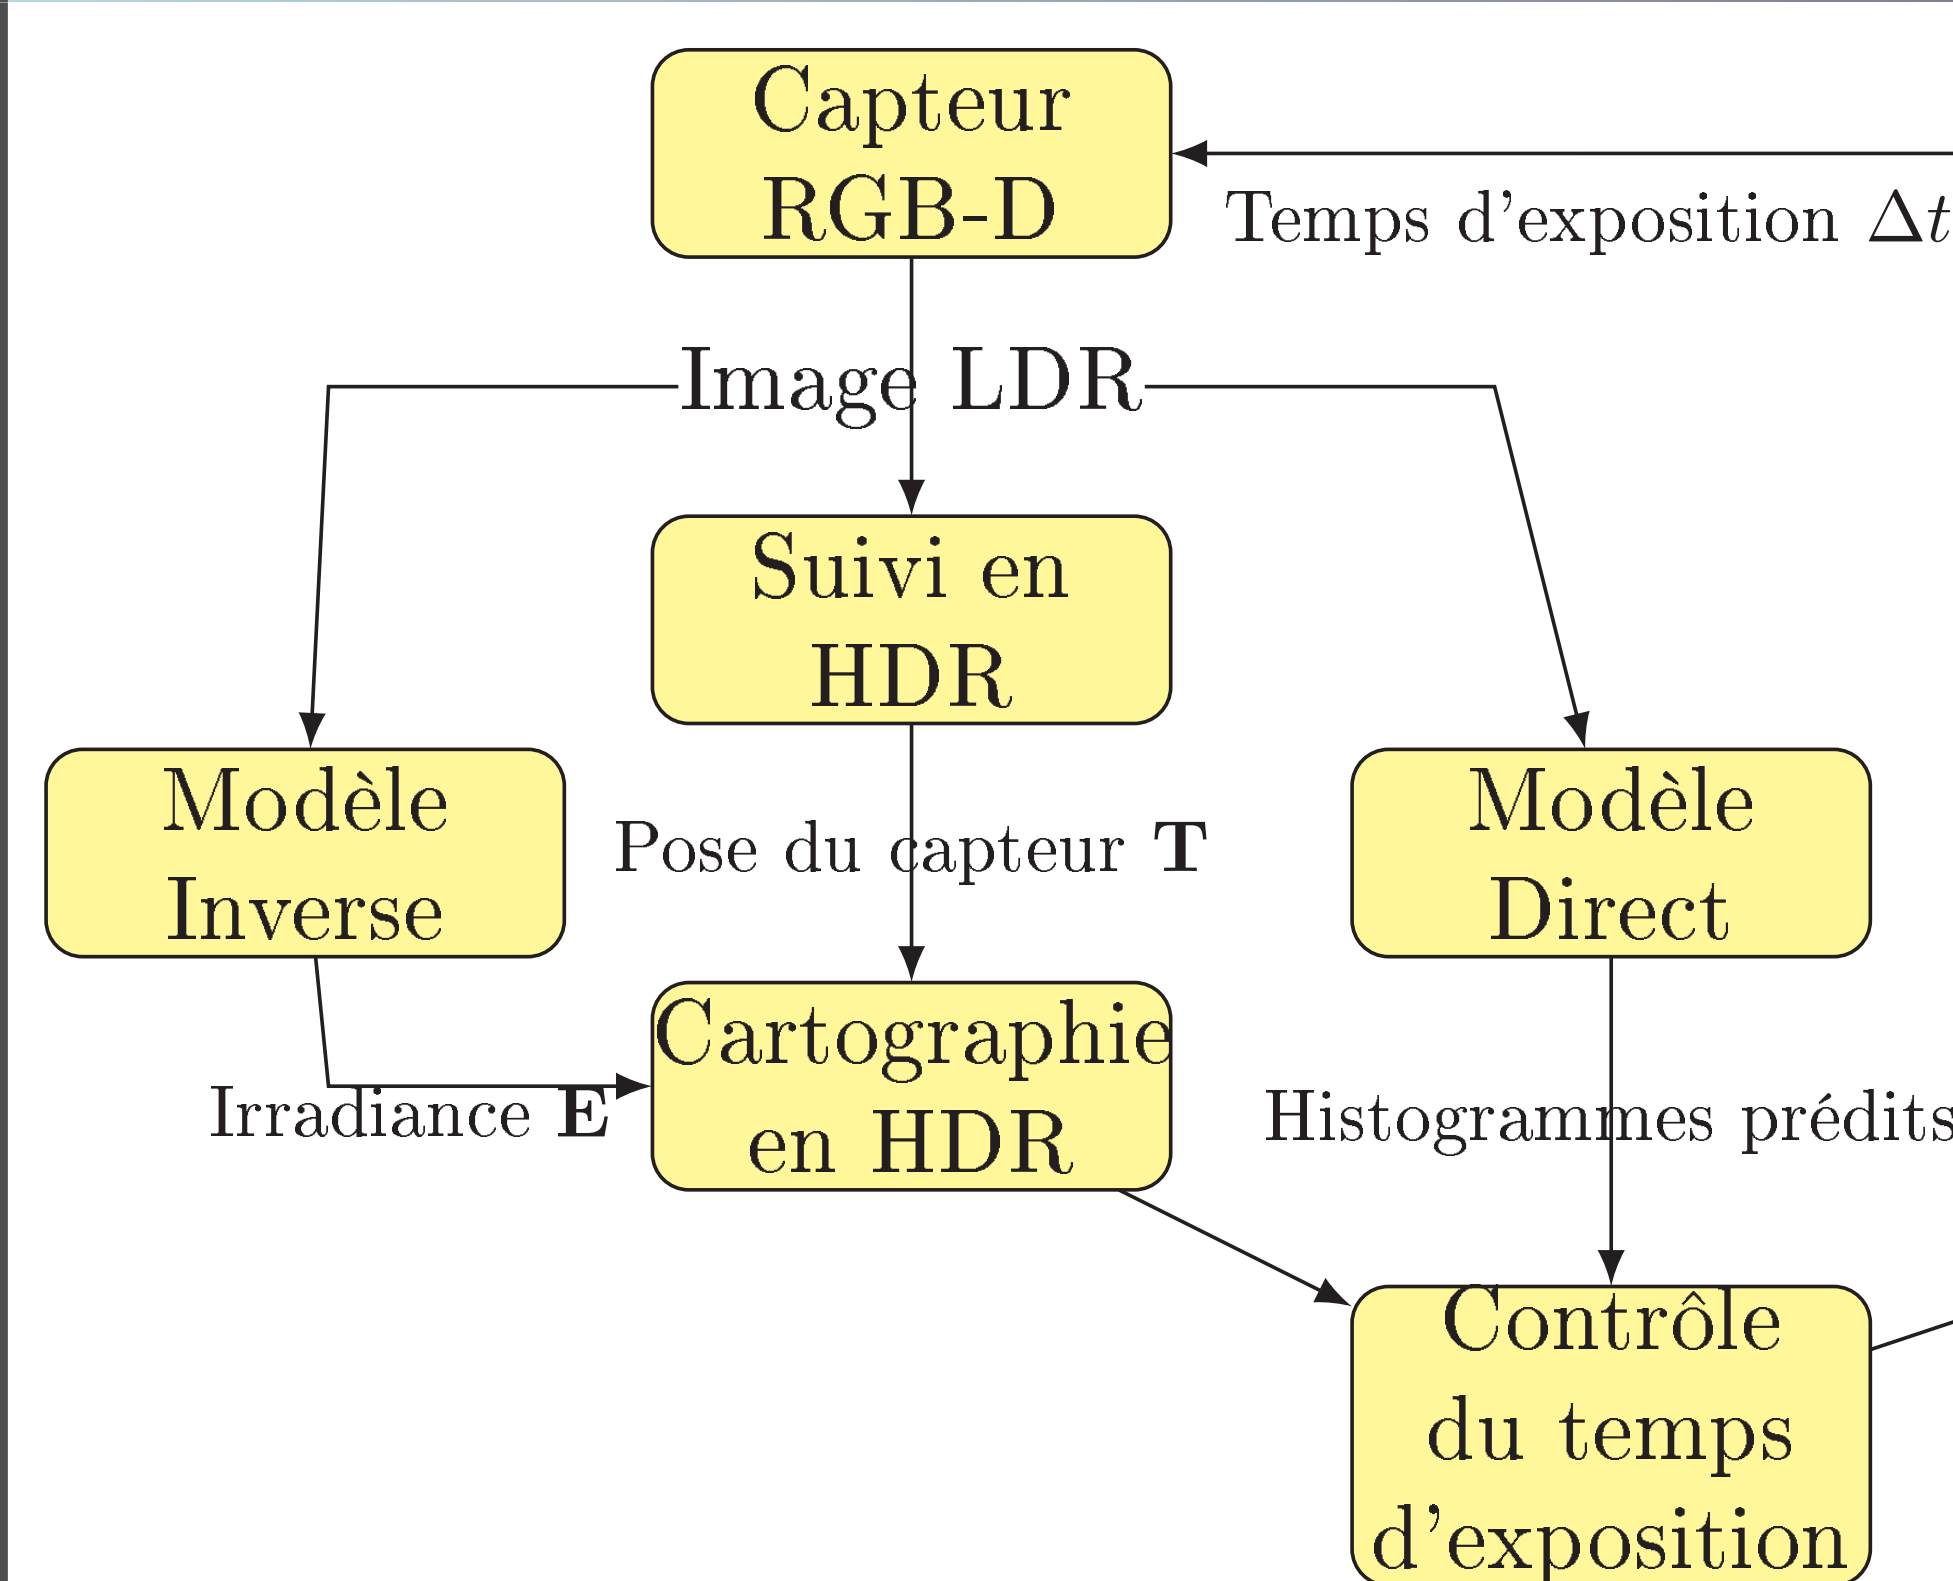 Capteur
RGB-D
Temps d'exposition Δt
Image LDR
Suivi en
HDR
Modèle
Inverse
Pose du capteur T
Modèle
Direct
Cartographie
en HDR
Irradiance E
Histogrammes prédits
Contrôle
du temps
d'exposition